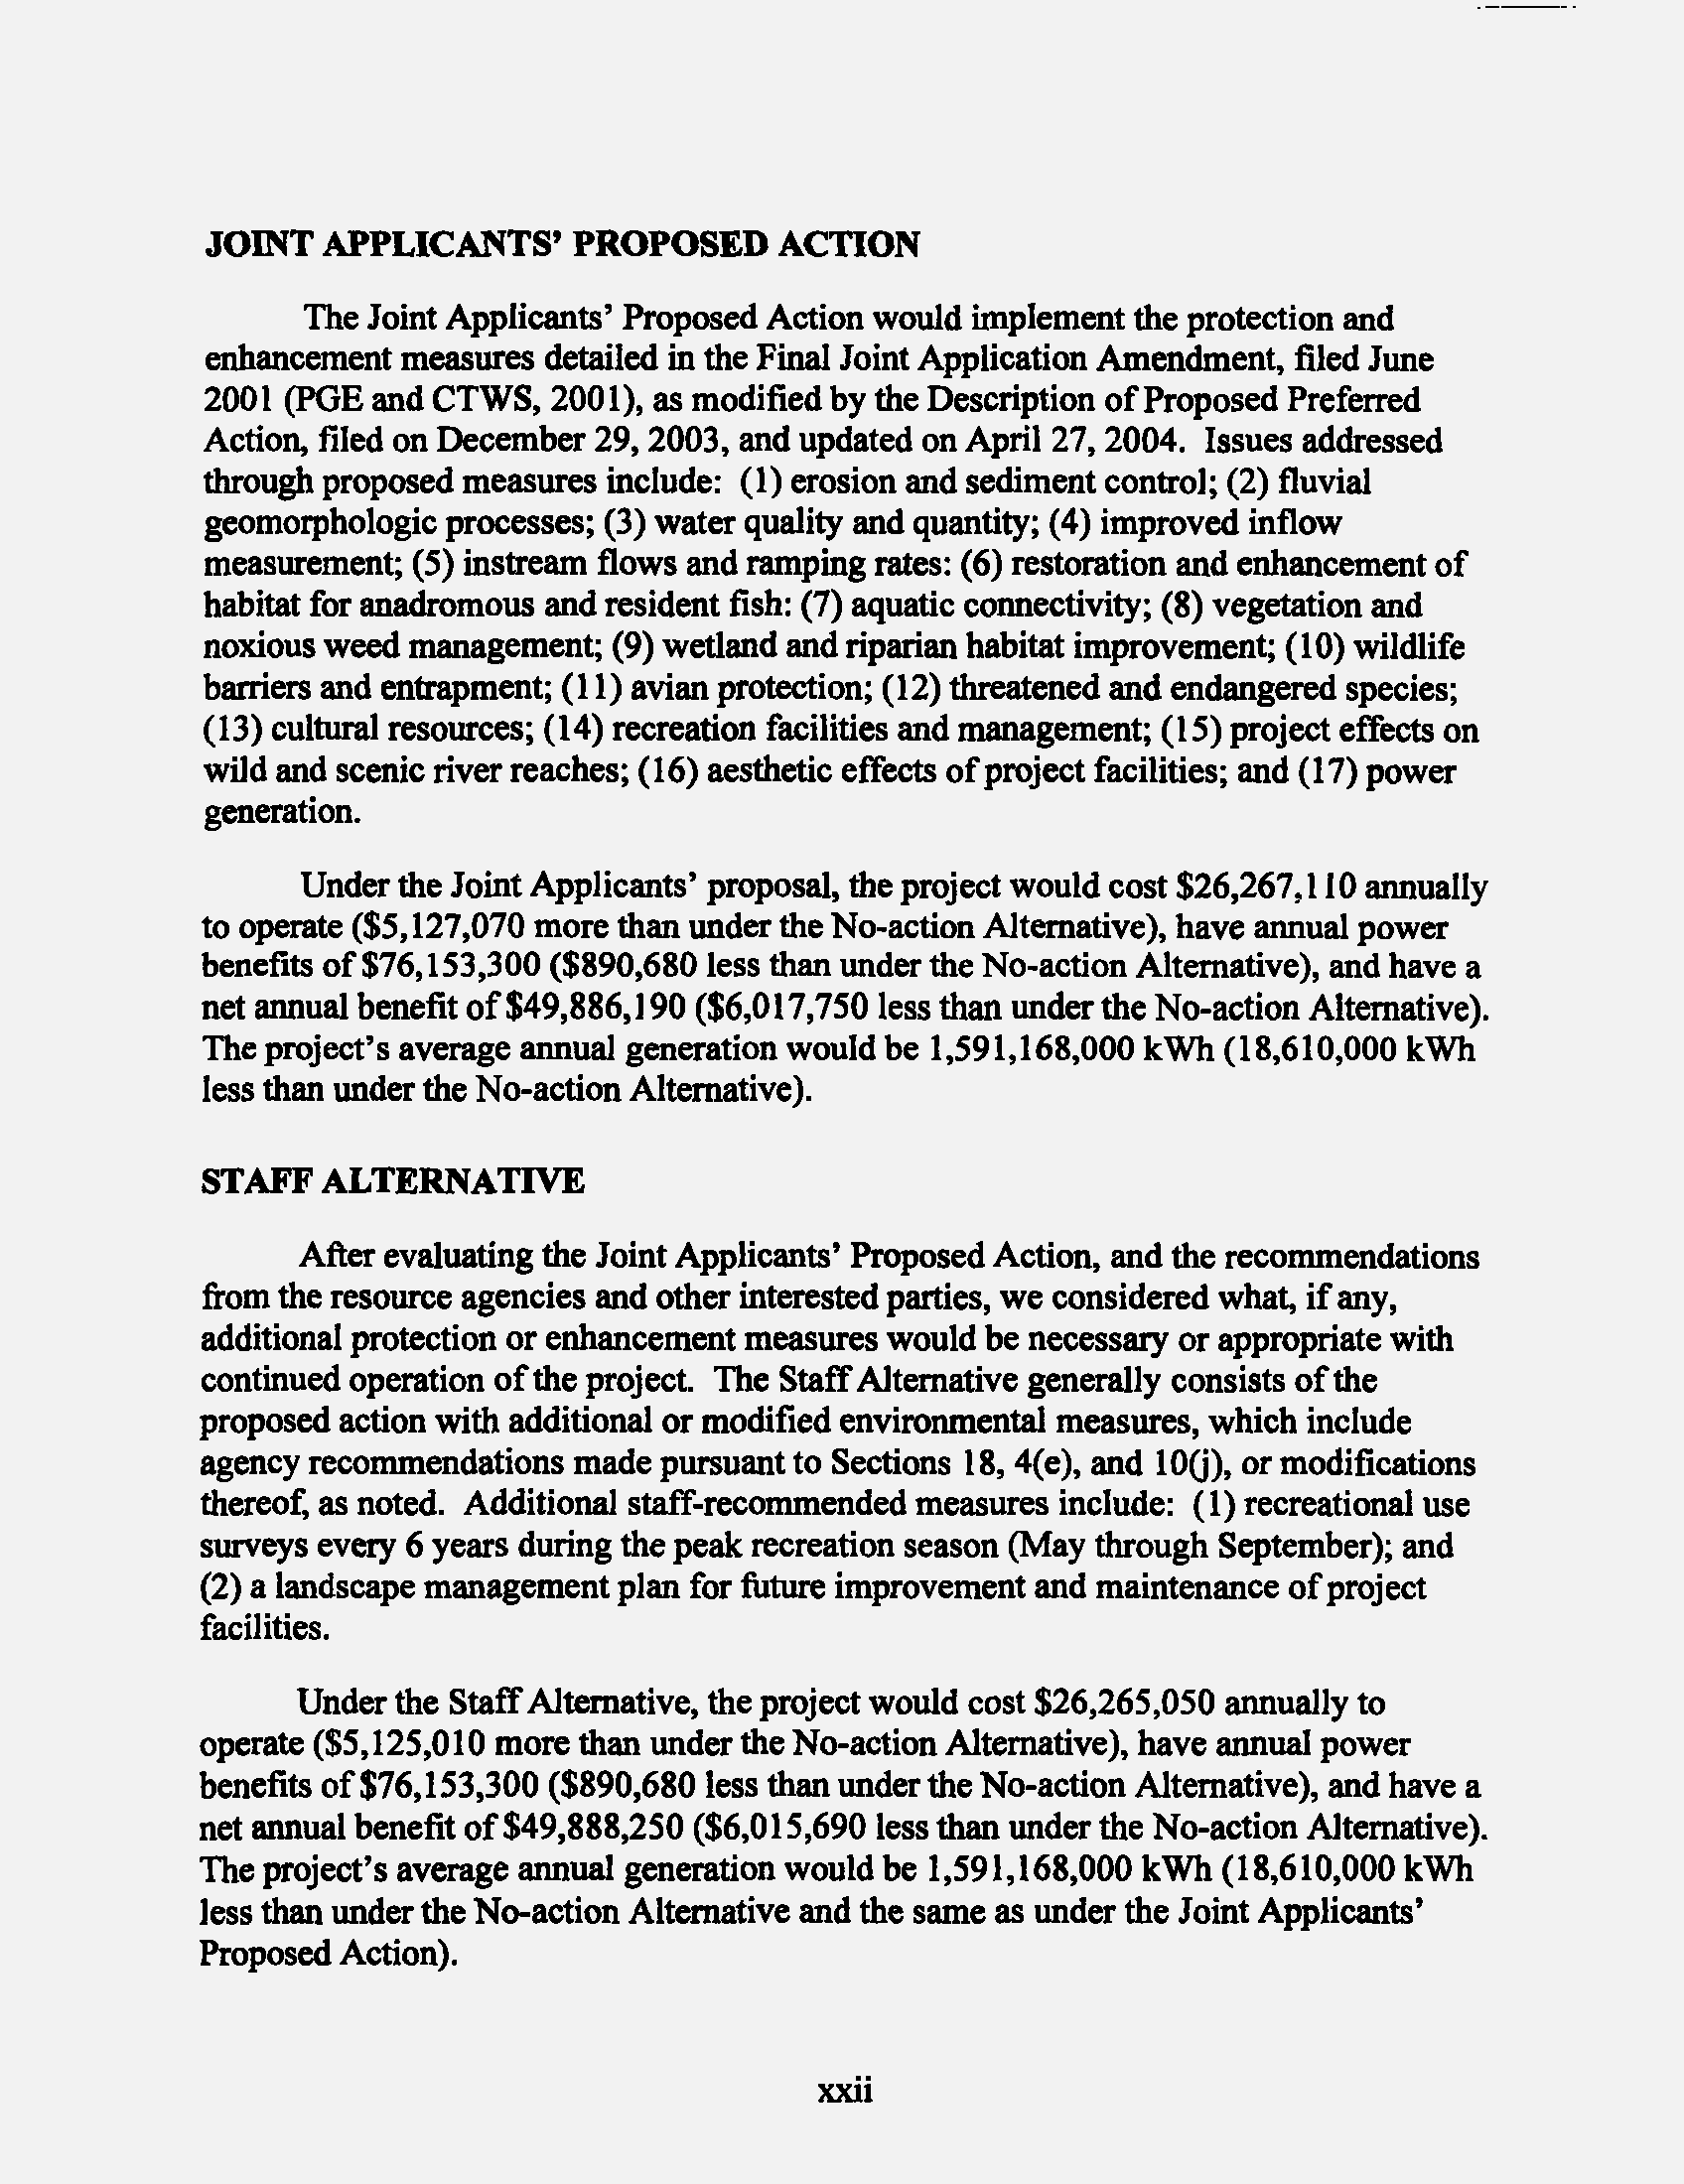 JOINT APPLICANTS' PROPOSED ACTION
The Joint Applicants' Proposed Action would implement the protection and
enhancement measures detailed in the Final Joint Application Amendment, filed June
2001 (PGE and CTWS, 2001), as modified by the Description of Proposed Preferred
Action, filed on December 29, 2003, and updated on April 27, 2004.  Issues addressed
through proposed measures include:  (1) erosion and sediment control; (2) fluvial
geomorphologic processes; (3) water quality and quantity; (4) improved inflow
measurement; (5) instream flows and ramping rates: (6) restoration and enhancement of
habitat for anadromous and resident fish: (7) aquatic connectivity; (8) vegetation and
noxious weed management; (9) wetland and riparian habitat improvement; (10) wildlife
barriers and entrapment; (11) avian protection; (12) threatened and endangered species;
(13) cultural resources; (14) recreation facilities and management; (15) project effects on
wild and scenic river reaches; (16) aesthetic effects of project facilities; and (17) power
generation.
Under the Joint Applicants' proposal, the project would cost $26,267,110 annually
to operate ($5,127,070 more than under the No-action Alternative), have annual power
benefits of $76,153,300 ($890,680 less than under the No-action Alternative), and have a
net annual benefit of $49,886,190 ($6,017,750 less than under the No-action Alternative).
The project's average annual generation would be 1,591,168,000 kWh (18,610,000 kWh
less than under the No-action Alternative).
STAFF ALTERNATIVE
After evaluating the Joint Applicants' Proposed Action, and the recommendations
from the resource agencies and other interested parties, we considered what, if any,
additional protection or enhancement measures would be necessary or appropriate with
continued operation of the project.  The Staff Alternative generally consists of the
proposed action with additional or modified environmental measures, which include
agency recommendations made pursuant to Sections 18, 4(e), and 10(j), or modifications
thereof, as noted.  Additional staff-recommended measures include:  (1) recreational use
surveys every 6 years during the peak recreation season (May through September); and
(2) a landscape management plan for future improvement and maintenance of project
facilities.
Under the Staff Alternative, the project would cost $26,265,050 annually to
operate ($5,125,010 more than under the No-action Alternative), have annual power
benefits of $76,153,300 ($890,680 less than under the No-action Alternative), and have a
net annual benefit of $49,888,250 ($6,015,690 less than under the No-action Alternative).
The project's average annual generation would be 1,591,168,000 kWh (18,610,000 kWh
less than under the No-action Alternative and the same as under the Joint Applicants'
Proposed Action).
xxii